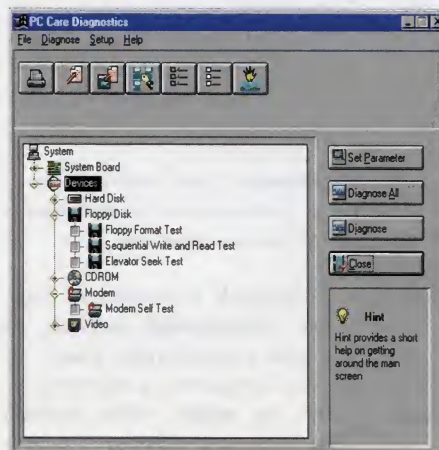 PC Care Diagnostics
File Diagnose Setup Help
System
System Board
Devices
Hard Disk
Floppy Disk
Floppy Format Test
Sequential Write and Read Test
Elevator Seek Test
CDROM
Modem
Modem Self Test
Video
Set Parameter
Diagnose All
Diagnose
Close
Hint
Hint provides a short
help on getting
around the main
screen